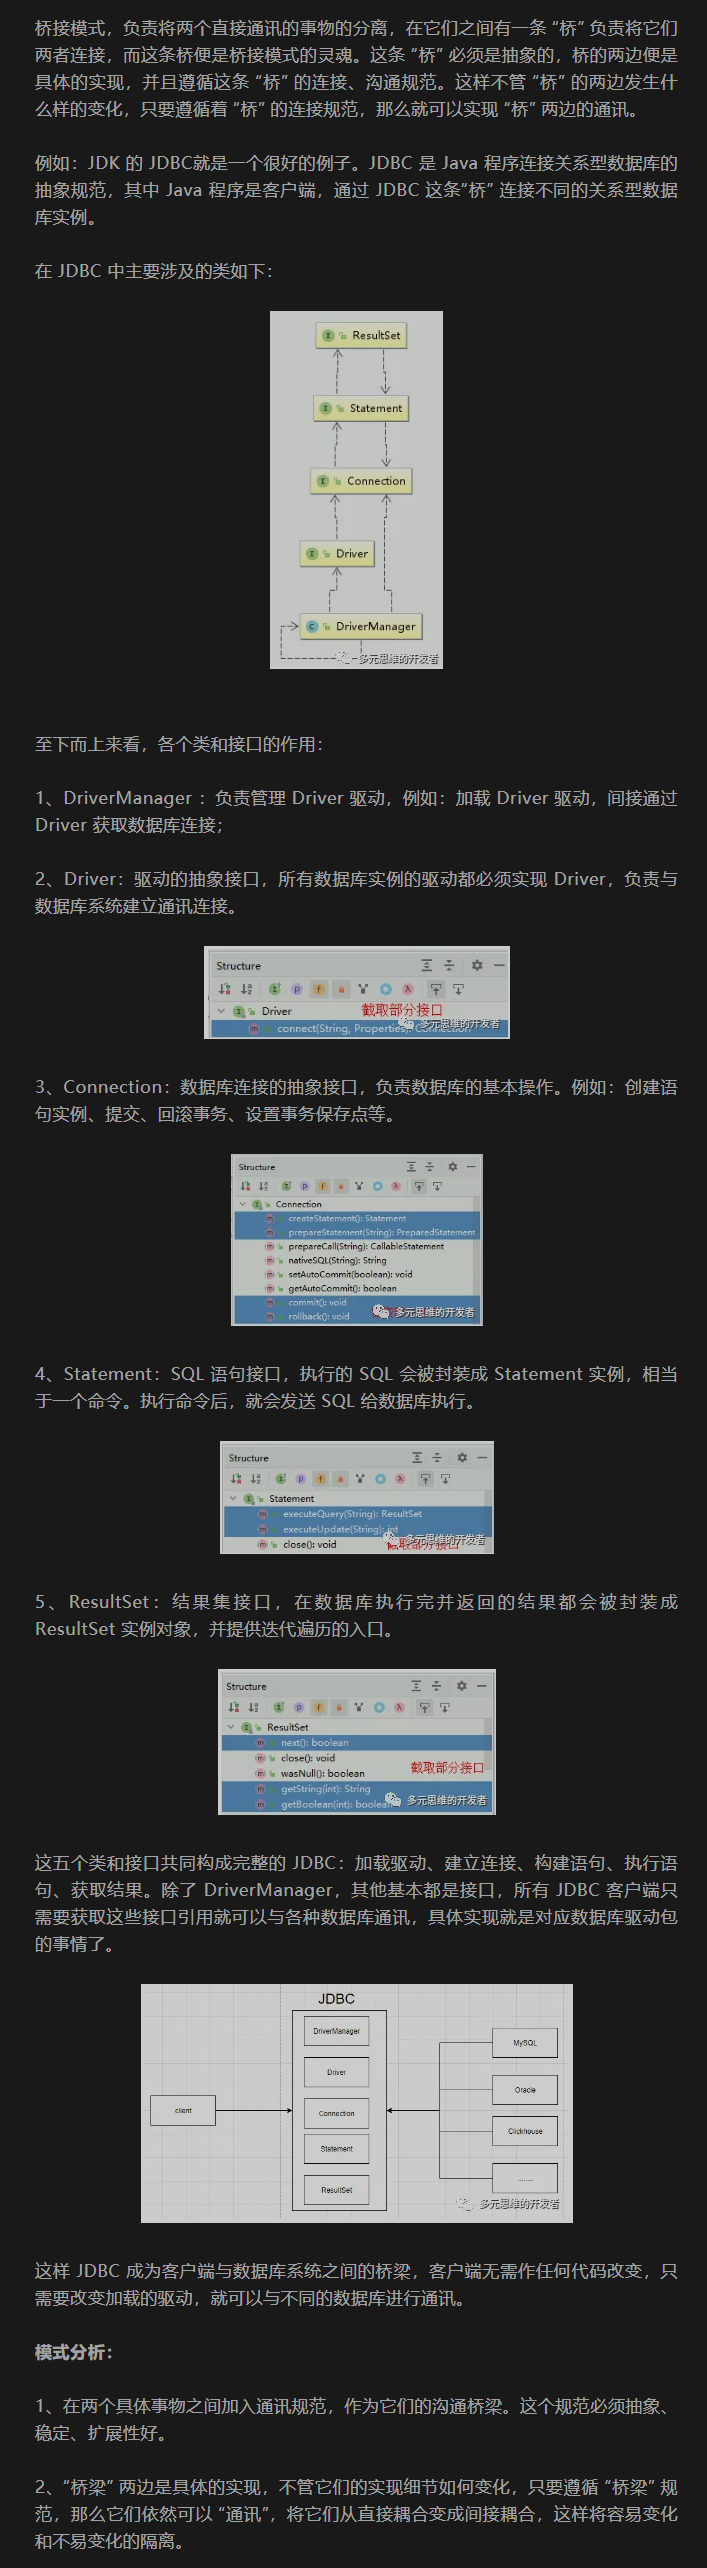 桥接模式，负责将两个直接通讯的事物的分离，在它们之间有一条 “桥” 负责将它们
两者连接，而这条桥便是桥接模式的灵魂。这条 “桥” 必须是抽象的，桥的两边便是
具体的实现，并且遵循这条 “桥” 的连接、沟通规范。这样不管 “桥” 的两边发生什
么样的变化，只要遵循着 “桥” 的连接规范，那么就可以实现 “桥” 两边的通讯。
例如：JDK 的 JDBC就是一个很好的例子。JDBC 是 Java 程序连接关系型数据库的
抽象规范，其中 Java 程序是客户端，通过 JDBC 这条“桥” 连接不同的关系型数据
库实例。
在 JDBC 中主要涉及的类如下：
ResultSet
Statement
Connection
Driver
DriverManager
多元思维的开发者
至下而上来看，各个类和接口的作用：
1、DriverManager ：负责管理 Driver 驱动，例如：加载 Driver 驱动，间接通过
Driver 获取数据库连接；
2、Driver：驱动的抽象接口，所有数据库实例的驱动都必须实现 Driver，负责与
数据库系统建立通讯连接。
Structure
Driver
截取部分接口
connect(String, Properties): Connection
多元思维的开发者
3、Connection：数据库连接的抽象接口，负责数据库的基本操作。例如：创建语
句实例、提交、回滚事务、设置事务保存点等。
Structure
Connection
createStatement(): Statement
prepareStatement(String): PreparedStatement
prepareCall(String): CallableStatement
nativeSQL(String): String
setAutoCommit(boolean): void
getAutoCommit(): boolean
commit(): void
rollback(): void
多元思维的开发者
4、Statement：SQL 语句接口，执行的 SQL 会被封装成 Statement 实例，相当
于一个命令。执行命令后，就会发送 SQL 给数据库执行。
Structure
Statement
executeQuery(String): ResultSet
executeUpdate(String): int
close(): void
截取部分接口
多元思维的开发者
5、ResultSet：结果集接口，在数据库执行完并返回的结果都会被封装成
ResultSet 实例对象，并提供迭代遍历的入口。
Structure
ResultSet
next(): boolean
close(): void
wasNull(): boolean
截取部分接口
getString(int): String
getBoolean(int): boolean
多元思维的开发者
这五个类和接口共同构成完整的 JDBC：加载驱动、建立连接、构建语句、执行语
句、获取结果。除了 DriverManager，其他基本都是接口，所有 JDBC 客户端只
需要获取这些接口引用就可以与各种数据库通讯，具体实现就是对应数据库驱动包
的事情了。
JDBC
DriverManager
Driver
Connection
Statement
ResultSet
client
MySQL
Oracle
Clickhouse
........
多元思维的开发者
这样 JDBC 成为客户端与数据库系统之间的桥梁，客户端无需作任何代码改变，只
需要改变加载的驱动，就可以与不同的数据库进行通讯。
模式分析：
1、在两个具体事物之间加入通讯规范，作为它们的沟通桥梁。这个规范必须抽象、
稳定、扩展性好。
2、“桥梁” 两边是具体的实现，不管它们的实现细节如何变化，只要遵循 “桥梁” 规
范，那么它们依然可以 “通讯”，将它们从直接耦合变成间接耦合，这样将容易变化
和不易变化的隔离。